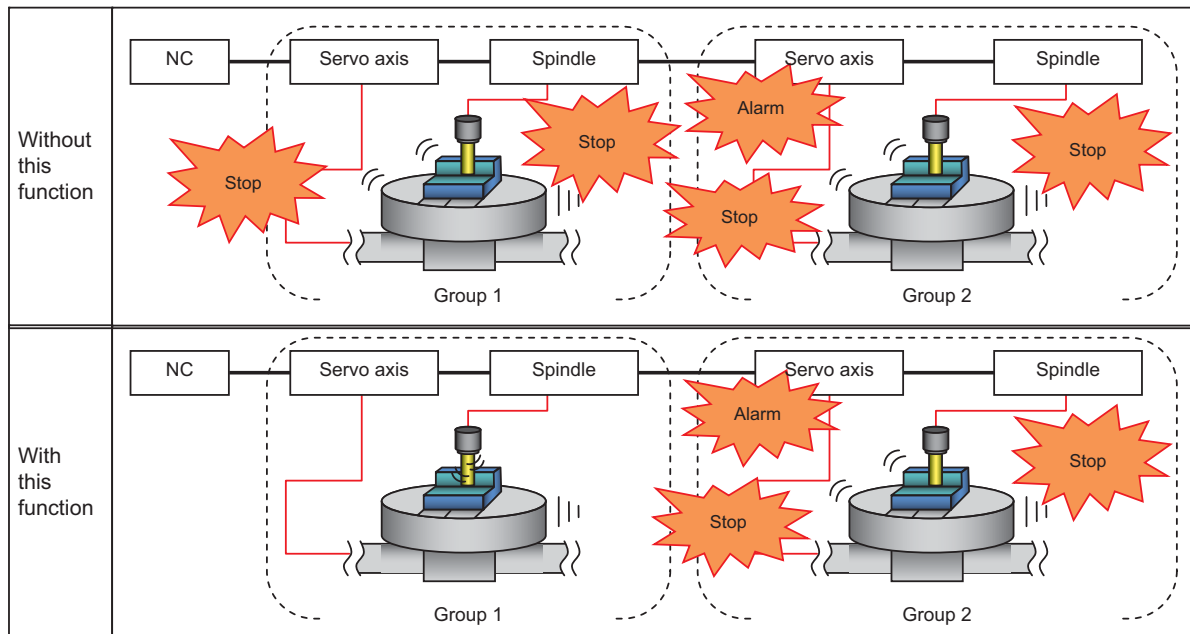 Without
this
function
NC
Servo axis
Spindle
Servo axis
Spindle
Alarm
Stop
Stop
Stop
Stop
Group 1
Group 2
With
this
function
NC
Servo axis
Spindle
Servo axis
Spindle
Alarm
Stop
Stop
Group 1
Group 2